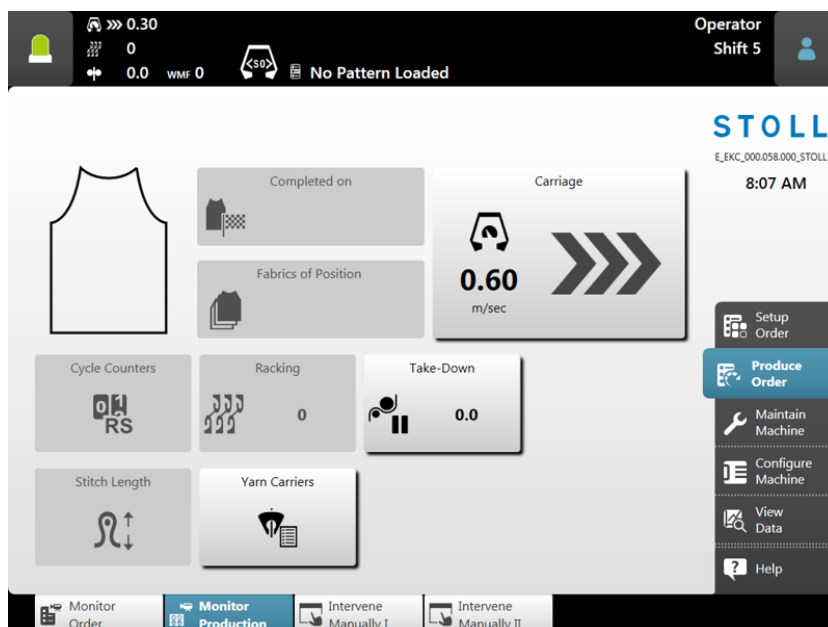 0.30
0
0.0 WMF 0
<S0>
No Pattern Loaded
Operator
Shift 5
STOLL
E_EKC_000.058.000_STOLL
8:07 AM
Completed on
Fabrics of Position
Carriage
0.60
m/sec
Cycle Counters
01
RS
Racking
0
Take-Down
0.0
Stitch Length
Yarn Carriers
Setup
Order
Produce
Order
Maintain
Machine
Configure
Machine
View
Data
? Help
Monitor
Order
Monitor
Production
Intervene
Manually I
Intervene
Manually II